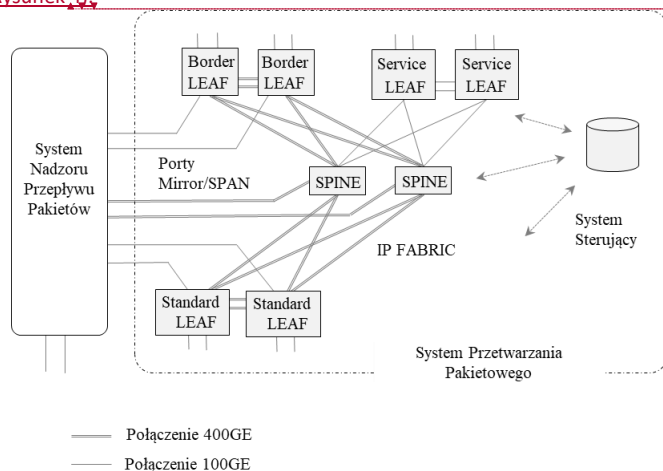 Rysunek
Border
LEAF
Border
LEAF
Service
LEAF
Service
LEAF
System
Nadzoru
Przepływu
Pakietów
Porty
Mirror/SPAN
SPINE
SPINE
System
Sterujący
IP FABRIC
Standard
LEAF
Standard
LEAF
System Przetwarzania
Pakietowego
Połączenie 400GE
Połączenie 100GE